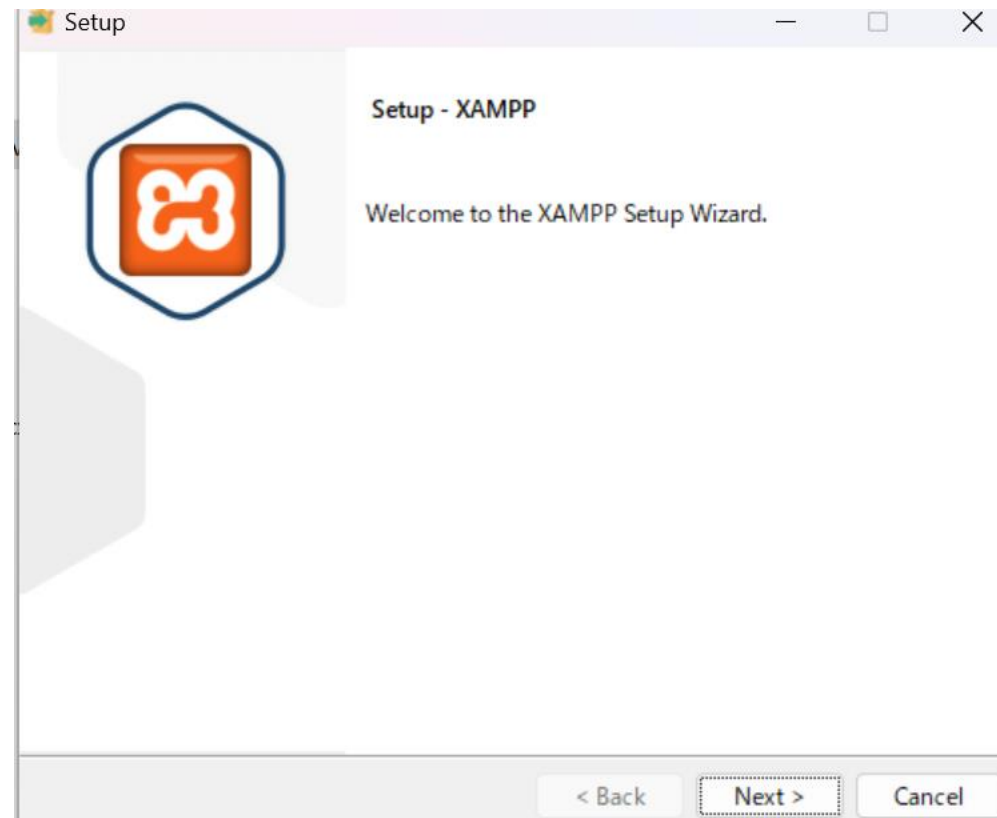 Setup
Setup - XAMPP
Welcome to the XAMPP Setup Wizard.
< Back
Next >
Cancel